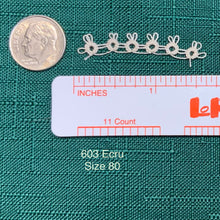 INCHES
1
11 Count
603 Ecru
Size 80